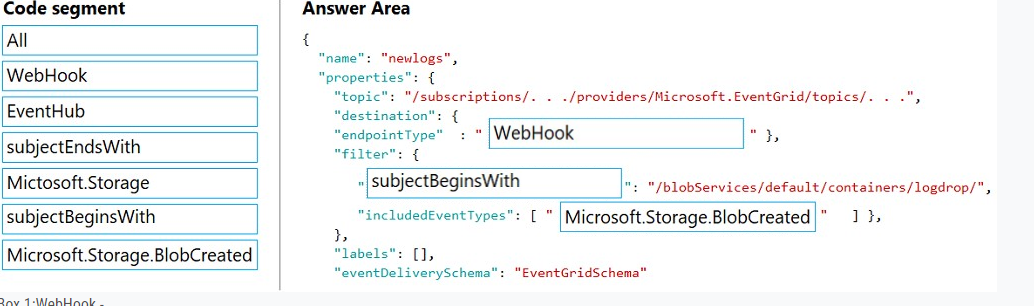 Code segment
All
WebHook
EventHub
subjectEndsWith
Mictosoft.Storage
subjectBeginsWith
Microsoft.Storage.BlobCreated
Answer Area
{
"name": "newlogs",
"properties": {
"topic": "/subscriptions/. . ./providers/Microsoft.EventGrid/topics/. . .",
"destination": {
"endpointType" : " WebHook " },
"filter": {
" subjectBeginsWith ": "/blobServices/default/containers/logdrop/",
"includedEventTypes": [ " Microsoft.Storage.BlobCreated " ] },
},
"labels": [],
"eventDeliverySchema": "EventGridSchema"
Box 1:WebHook -